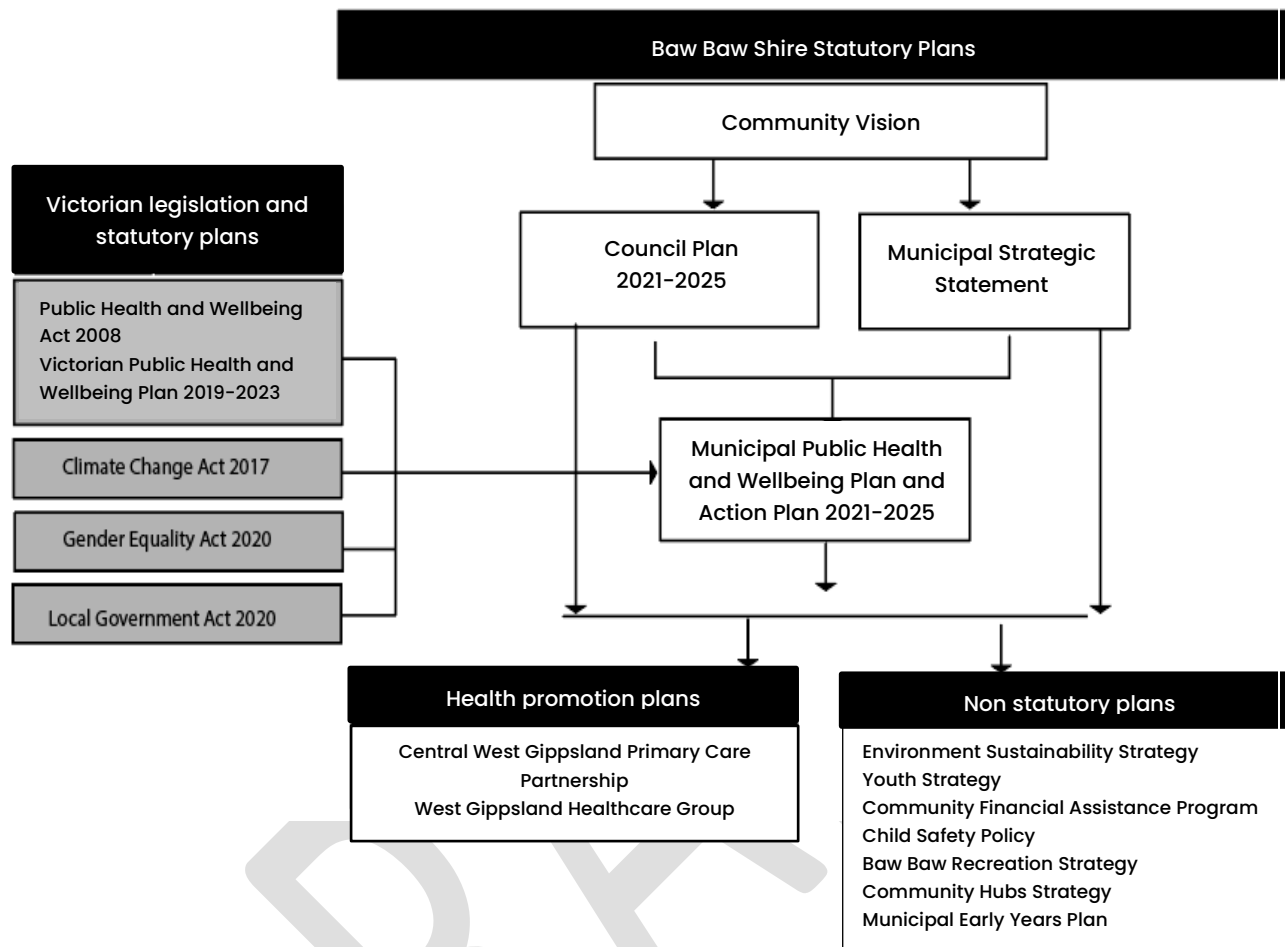 Baw Baw Shire Statutory Plans
Community Vision
Victorian legislation and
statutory plans
Council Plan
2021-2025
Municipal Strategic
Statement
Public Health and Wellbeing
Act 2008
Victorian Public Health and
Wellbeing Plan 2019-2023
Climate Change Act 2017
Gender Equality Act 2020
Local Government Act 2020
Municipal Public Health
and Wellbeing Plan and
Action Plan 2021-2025
Health promotion plans
Central West Gippsland Primary Care
Partnership
West Gippsland Healthcare Group
Non statutory plans
Environment Sustainability Strategy
Youth Strategy
Community Financial Assistance Program
Child Safety Policy
Baw Baw Recreation Strategy
Community Hubs Strategy
Municipal Early Years Plan